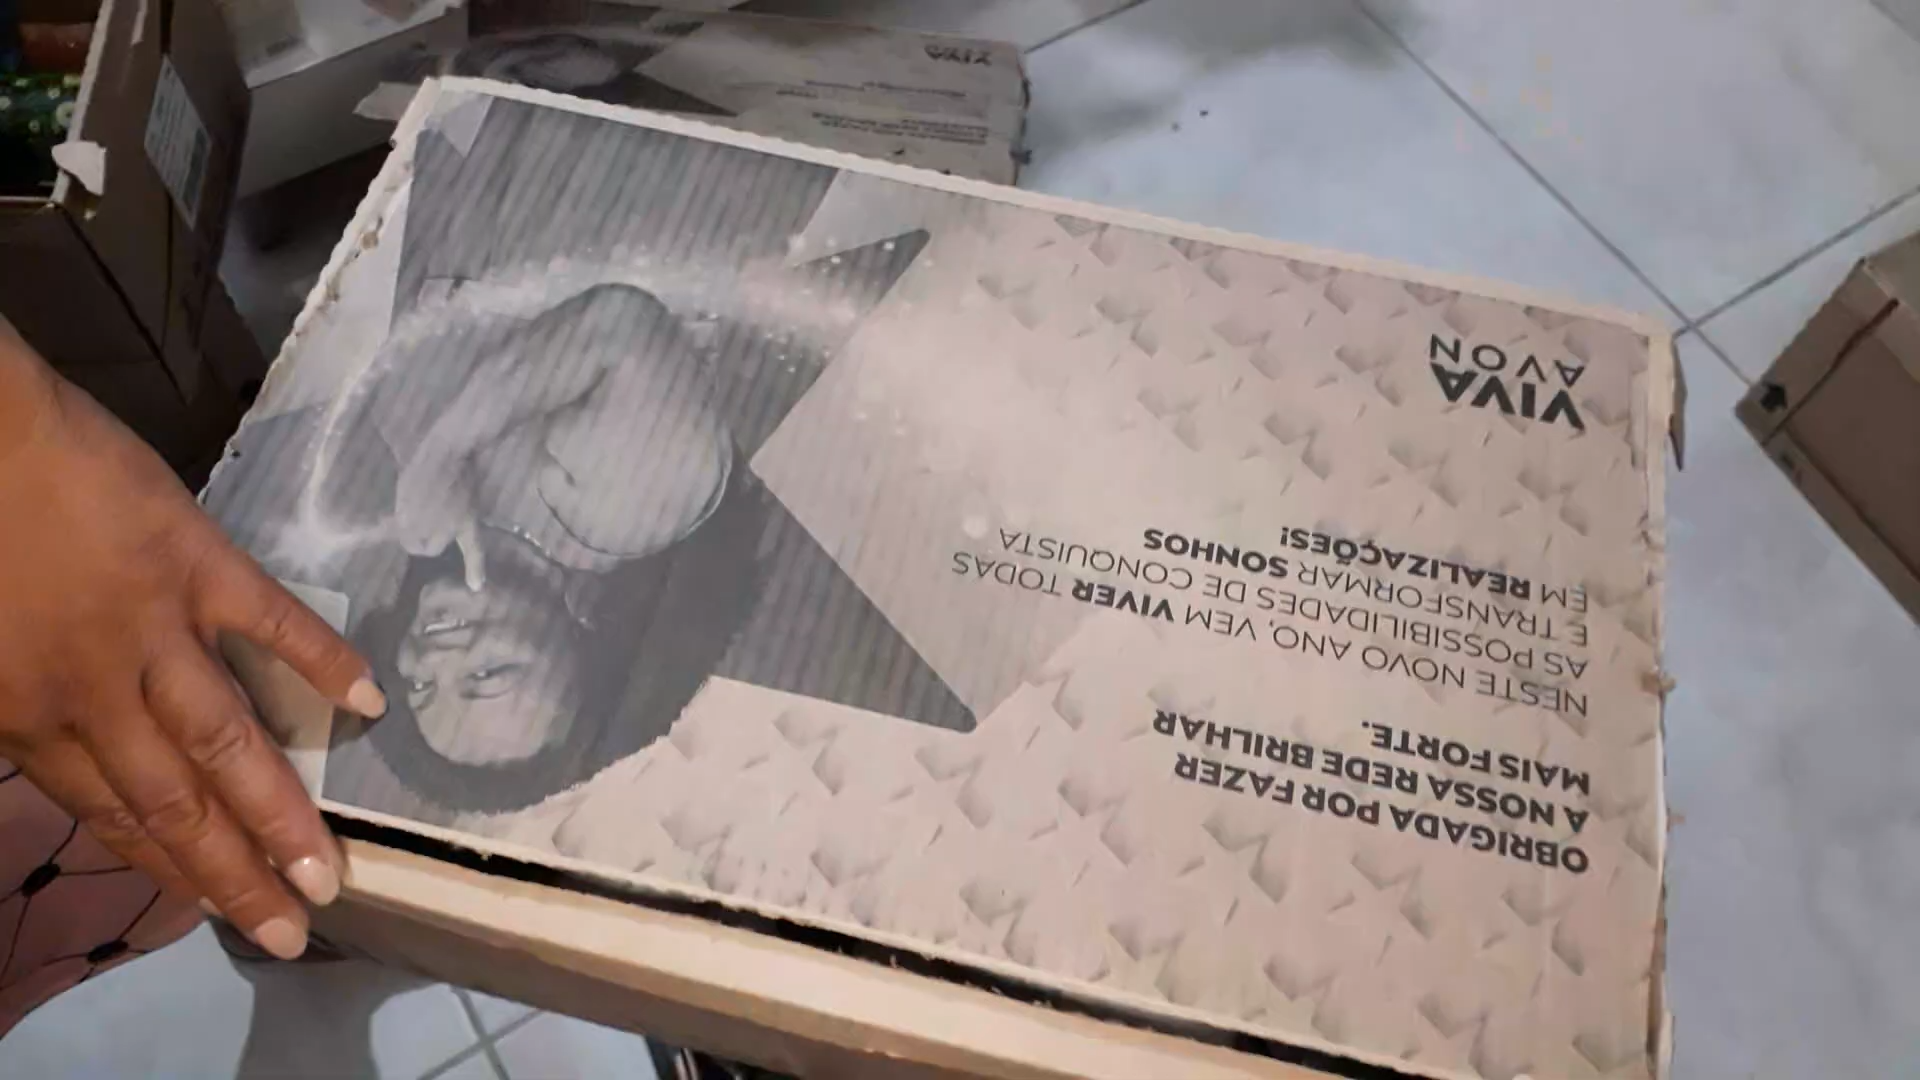 OBRIGADA POR FAZER
A NOSSA REDE BRILHAR
MAIS FORTE.
NESTE NOVO ANO, VEM VIVER TODAS
AS POSSIBILIDADES DE CONQUISTA
E TRANSFORMAR SONHOS
EM REALIZAÇÕES!
VIVA
AVON
VIVA